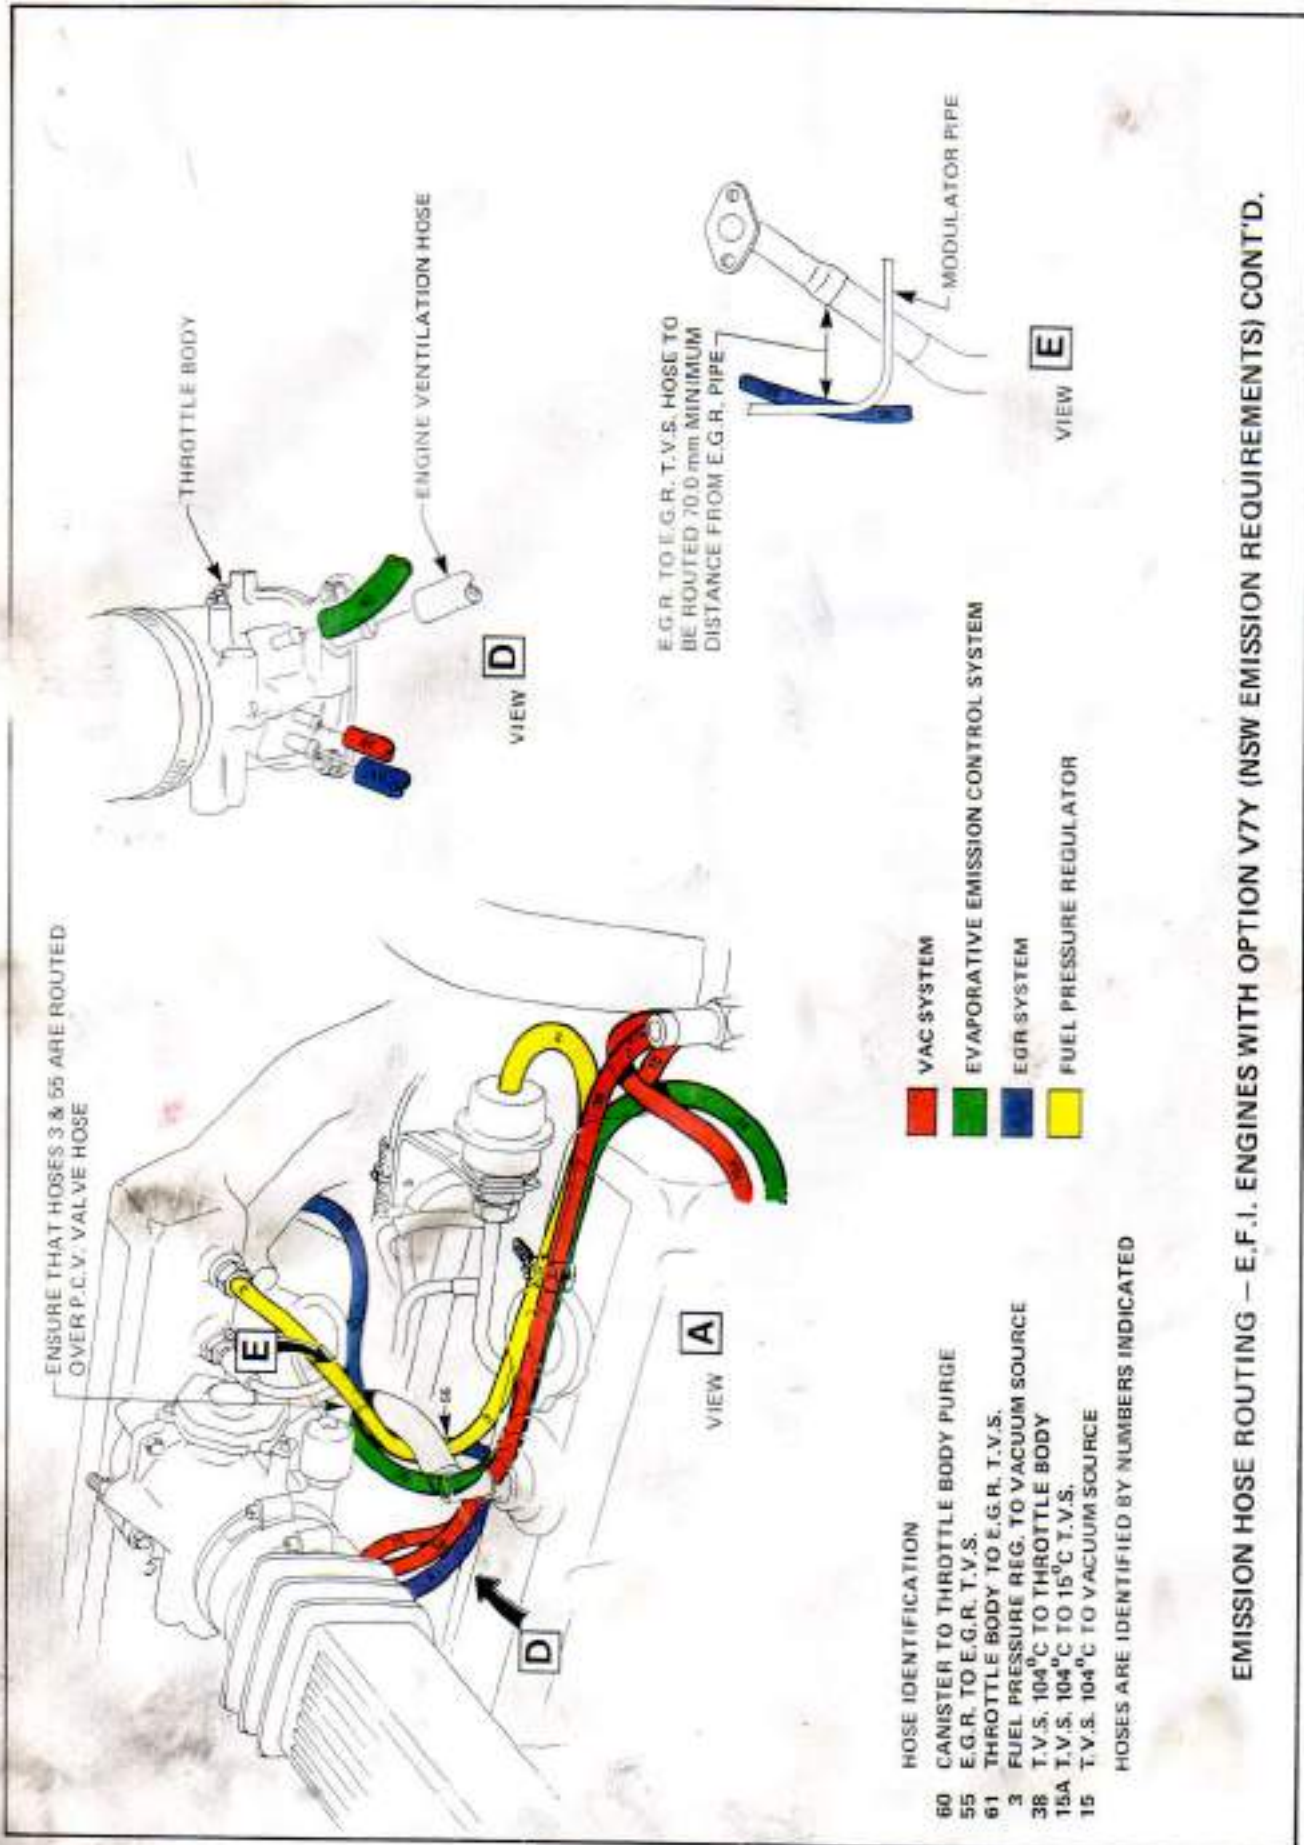 ENSURE THAT HOSES 3 & 55 ARE ROUTED
OVER P.C.V. VALVE HOSE
E
55
D
VIEW A
THROTTLE BODY
ENGINE VENTILATION HOSE
VIEW D
E.G.R. TO E.G.R. T.V.S. HOSE TO
BE ROUTED 70.0 mm MINIMUM
DISTANCE FROM E.G.R. PIPE
MODULATOR PIPE
VIEW E
HOSE IDENTIFICATION
60 CANISTER TO THROTTLE BODY PURGE
55 E.G.R. TO E.G.R. T.V.S.
61 THROTTLE BODY TO E.G.R. T.V.S.
3 FUEL PRESSURE REG. TO VACUUM SOURCE
38 T.V.S. 104°C TO THROTTLE BODY
15A T.V.S. 104°C TO 15°C T.V.S.
15 T.V.S. 104°C TO VACUUM SOURCE
HOSES ARE IDENTIFIED BY NUMBERS INDICATED
VAC SYSTEM
EVAPORATIVE EMISSION CONTROL SYSTEM
EGR SYSTEM
FUEL PRESSURE REGULATOR
EMISSION HOSE ROUTING – E.F.I. ENGINES WITH OPTION V7Y (NSW EMISSION REQUIREMENTS) CONT'D.